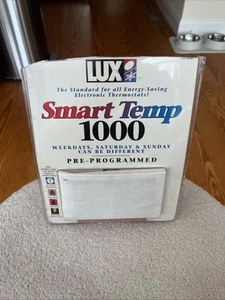 LUX
The Standard for all Energy-Saving
Electronic Thermostats!
Smart Temp
1000
WEEKDAYS, SATURDAY & SUNDAY
CAN BE DIFFERENT
PRE-PROGRAMMED